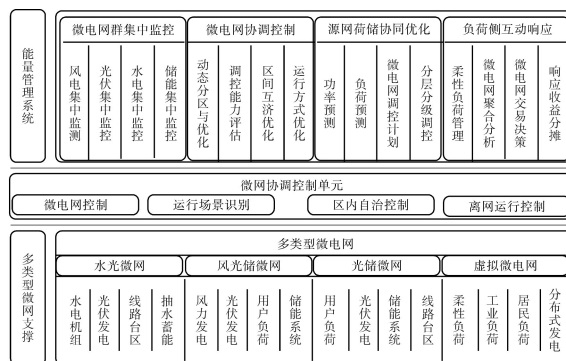 能量管理系统
微电网群集中监控
微电网协调控制
源网荷储协同优化
负荷侧互动响应
风电集中监测
光伏集中监控
水电集中监控
储能集中监控
动态分区与优化
调控能力评估
区间互济优化
运行方式优化
功率预测
负荷预测
微电网调控计划
分层分级调控
柔性负荷管理
微电网聚合分析
微电网交易决策
响应收益分摊
微网协调控制单元
微电网控制
运行场景识别
区内自治控制
离网运行控制
多类型微网支撑
多类型微电网
水光微网
风光储微网
光储微网
虚拟微电网
水电机组
光伏发电
线路台区
抽水蓄能
风力发电
光伏发电
用户负荷
储能系统
用户负荷
光伏发电
储能系统
线路台区
柔性负荷
工业负荷
居民负荷
分布式发电